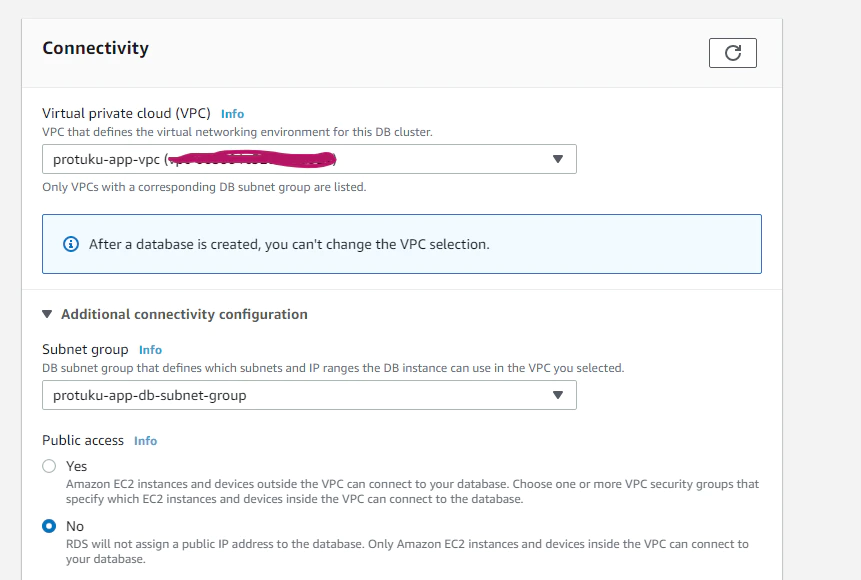 Connectivity
Virtual private cloud (VPC) Info
VPC that defines the virtual networking environment for this DB cluster.
protuku-app-vpc (
Only VPCs with a corresponding DB subnet group are listed.
After a database is created, you can't change the VPC selection.
Additional connectivity configuration
Subnet group Info
DB subnet group that defines which subnets and IP ranges the DB instance can use in the VPC you selected.
protuku-app-db-subnet-group
Public access Info
Yes
Amazon EC2 instances and devices outside the VPC can connect to your database. Choose one or more VPC security groups that
specify which EC2 instances and devices inside the VPC can connect to the database.
No
RDS will not assign a public IP address to the database. Only Amazon EC2 instances and devices inside the VPC can connect to
your database.